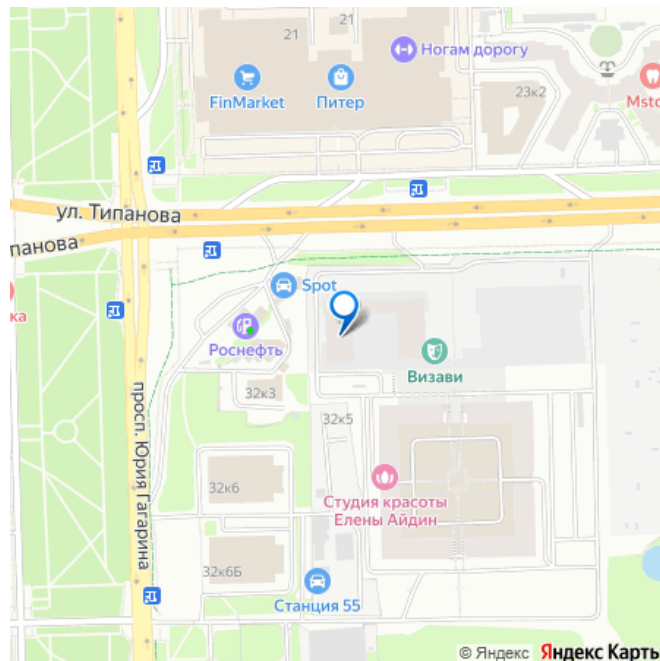 21
21
Ногам дорогу
FinMarket
Питер
23к2
Msto
ул. Типанова
панова
Spot
ка
Роснефть
Визави
32к3
32к5
просп. Юрия Гагарина
32к6
Студия красоты
Елены Айдин
32к6Б
Станция 55
© Яндекс Яндекс Карты